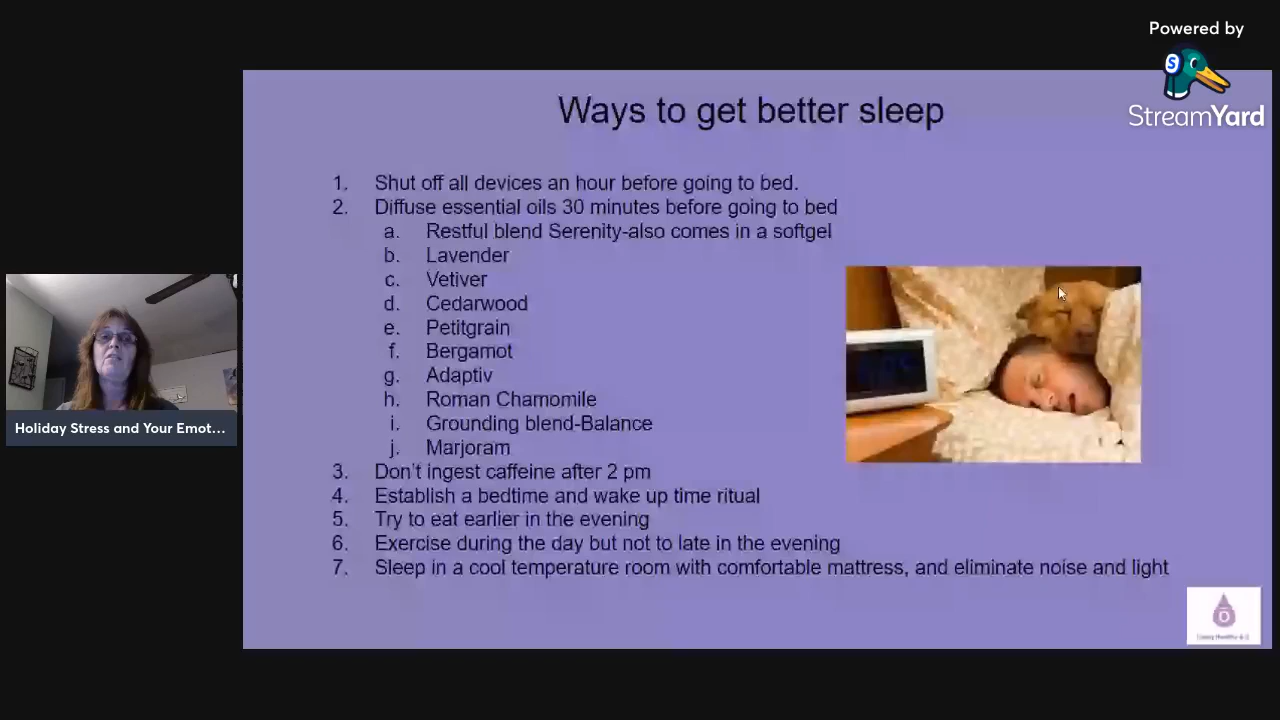 Powered by
StreamYard
Ways to get better sleep
1. Shut off all devices an hour before going to bed.
2. Diffuse essential oils 30 minutes before going to bed
a. Restful blend Serenity-also comes in a softgel
b. Lavender
c. Vetiver
d. Cedarwood
e. Petitgrain
f. Bergamot
g. Adaptiv
h. Roman Chamomile
i. Grounding blend-Balance
j. Marjoram
3. Don't ingest caffeine after 2 pm
4. Establish a bedtime and wake up time ritual
5. Try to eat earlier in the evening
6. Exercise during the day but not to late in the evening
7. Sleep in a cool temperature room with comfortable mattress, and eliminate noise and light
Holiday Stress and Your Emot...